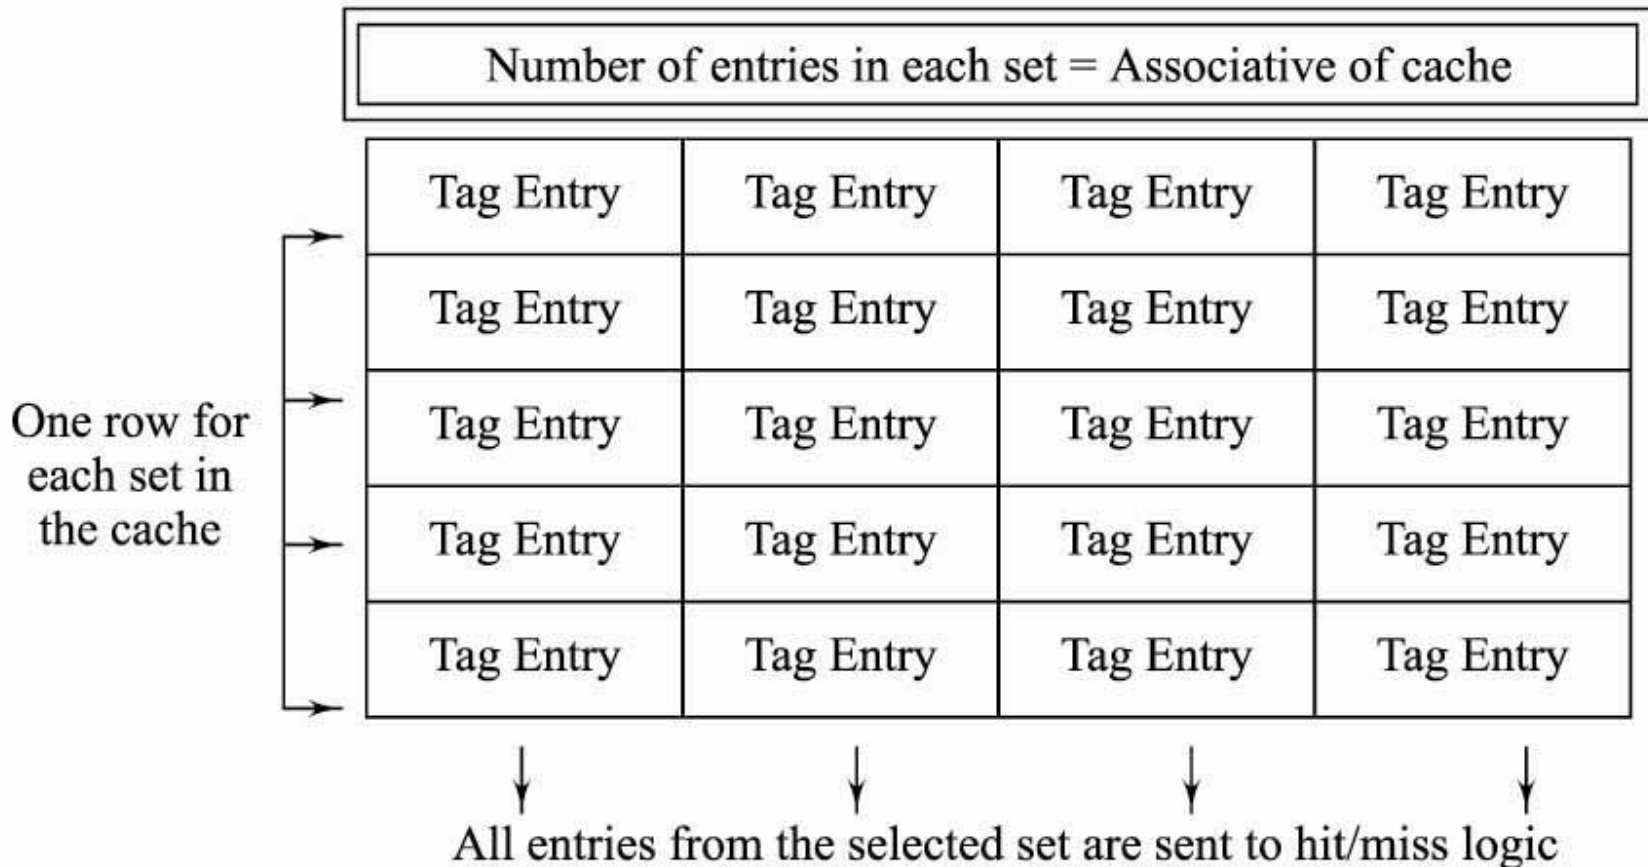 Number of entries in each set = Associative of cache
Tag Entry Tag Entry Tag Entry Tag Entry
Tag Entry Tag Entry Tag Entry Tag Entry
One row for
each set in
the cache
Tag Entry Tag Entry Tag Entry Tag Entry
Tag Entry Tag Entry Tag Entry Tag Entry
Tag Entry Tag Entry Tag Entry Tag Entry
All entries from the selected set are sent to hit/miss logic